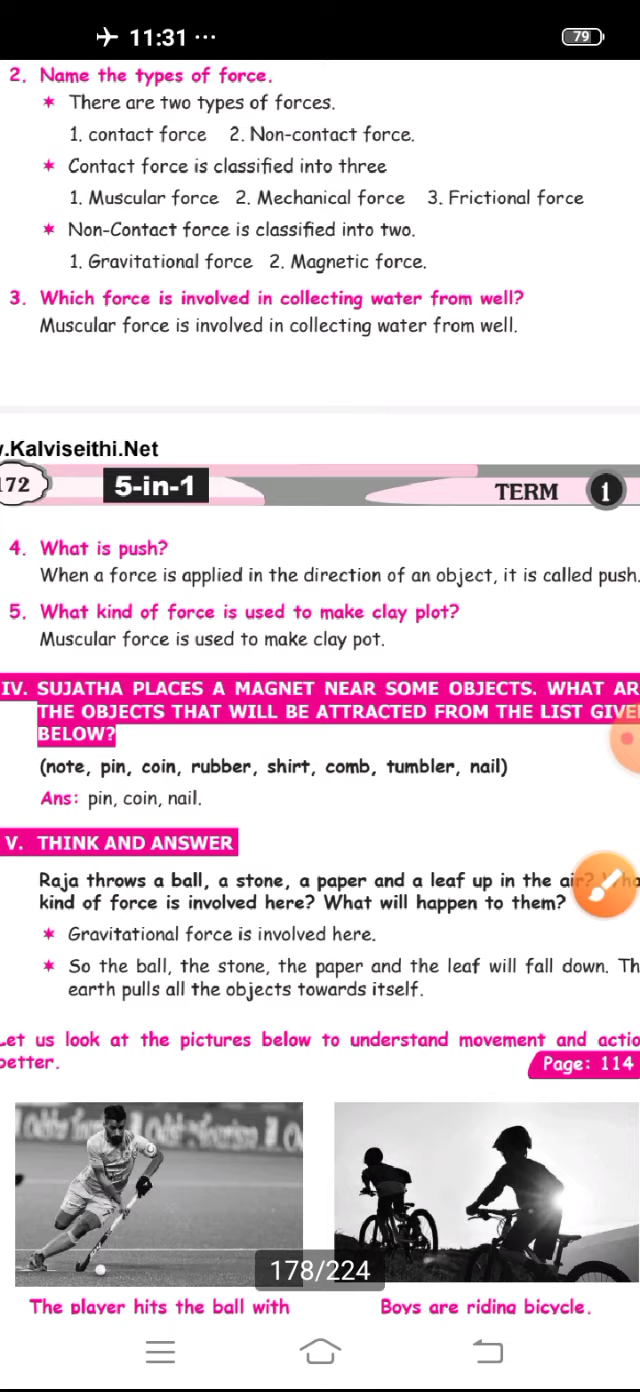 11:31 ...
79
2. Name the types of force.
* There are two types of forces.
1. contact force 2. Non-contact force.
* Contact force is classified into three
1. Muscular force 2. Mechanical force 3. Frictional force
* Non-Contact force is classified into two.
1. Gravitational force 2. Magnetic force.
3. Which force is involved in collecting water from well?
Muscular force is involved in collecting water from well.
.Kalviseithi.Net
172 5-in-1 TERM 1
4. What is push?
When a force is applied in the direction of an object, it is called push.
5. What kind of force is used to make clay plot?
Muscular force is used to make clay pot.
IV. SUJATHA PLACES A MAGNET NEAR SOME OBJECTS. WHAT AR
THE OBJECTS THAT WILL BE ATTRACTED FROM THE LIST GIVE
BELOW?
(note, pin, coin, rubber, shirt, comb, tumbler, nail)
Ans: pin, coin, nail.
V. THINK AND ANSWER
Raja throws a ball, a stone, a paper and a leaf up in the air?
kind of force is involved here? What will happen to them?
* Gravitational force is involved here.
* So the ball, the stone, the paper and the leaf will fall down. Th
earth pulls all the objects towards itself.
Let us look at the pictures below to understand movement and actio
better.
Page: 114
178/224
The player hits the ball with
Boys are riding bicycle.